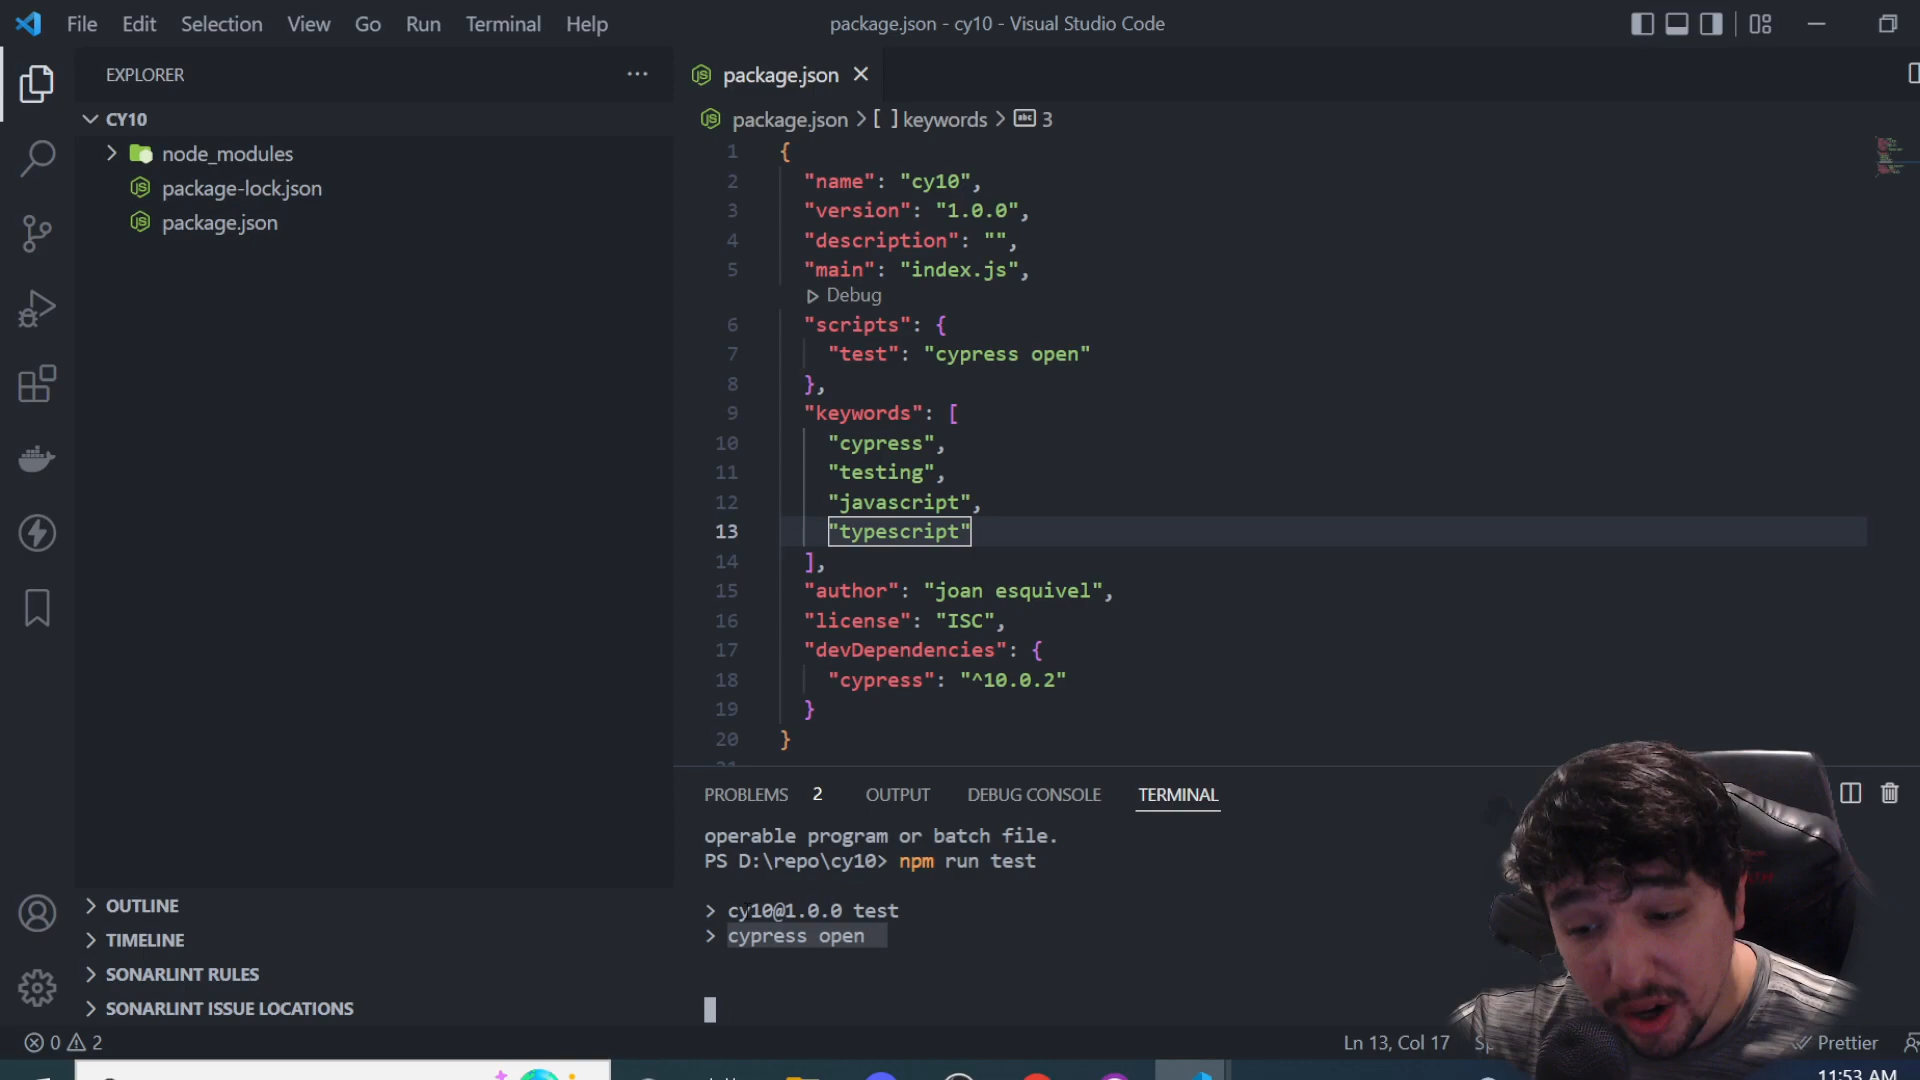 File Edit Selection View Go Run Terminal Help
package.json - cy10 - Visual Studio Code
EXPLORER
CY10
node_modules
package-lock.json
package.json
OUTLINE
TIMELINE
SONARLINT RULES
SONARLINT ISSUE LOCATIONS
package.json
package.json > [ ] keywords > abc 3
1 {
2 "name": "cy10",
3 "version": "1.0.0",
4 "description": "",
5 "main": "index.js",
Debug
6 "scripts": {
7 "test": "cypress open"
8 },
9 "keywords": [
10 "cypress",
11 "testing",
12 "javascript",
13 "typescript"
14 ],
15 "author": "joan esquivel",
16 "license": "ISC",
17 "devDependencies": {
18 "cypress": "^10.0.2"
19 }
20 }
PROBLEMS 2 OUTPUT DEBUG CONSOLE TERMINAL
operable program or batch file.
PS D:\repo\cy10> npm run test
> cy10@1.0.0 test
> cypress open
0 2
Ln 13, Col 17
Prettier
11:53 AM